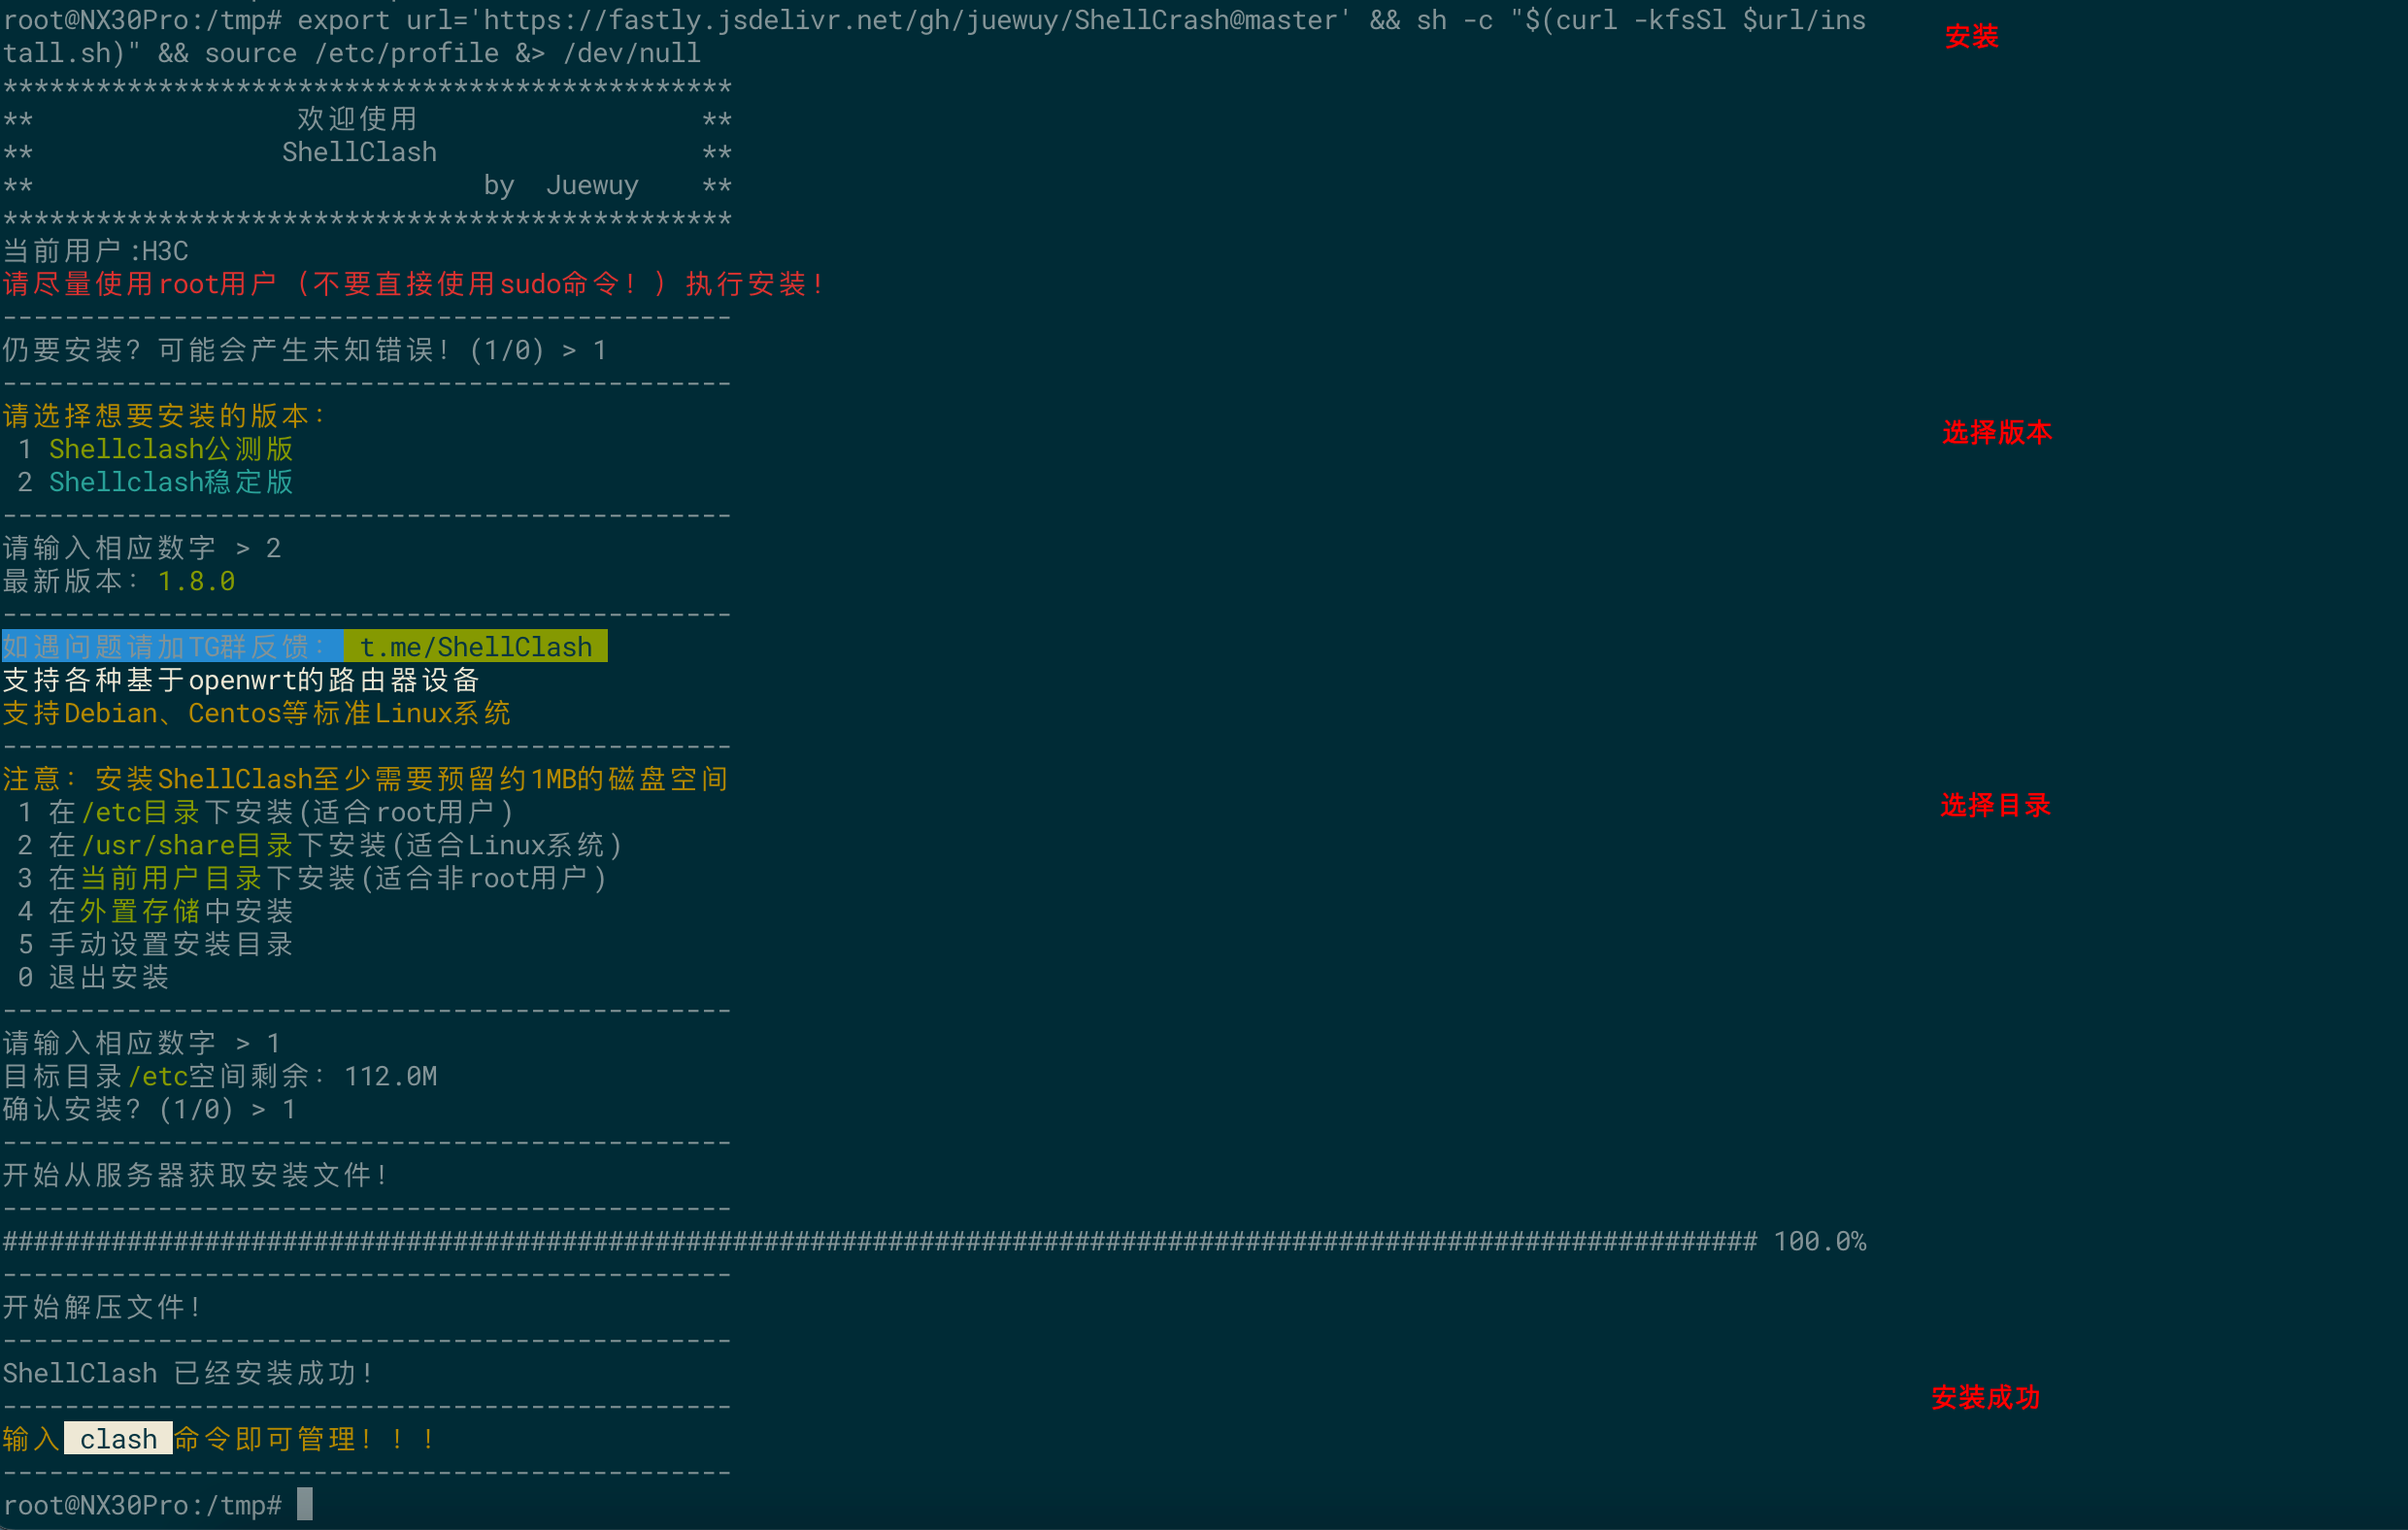 root@NX30Pro:/tmp# export url='https://fastly.jsdelivr.net/gh/juewuy/ShellCrash@master' && sh -c "$(curl -kfsSl $url/ins
安装
tall.sh)" && source /etc/profile &> /dev/null
***********************************************
** 欢迎使用 **
** ShellClash **
** by Juewuy **
***********************************************
当前用户:H3C
请尽量使用root用户（不要直接使用sudo命令！）执行安装!
-----------------------------------------------
仍要安装？可能会产生未知错误！(1/0) > 1
-----------------------------------------------
请选择想要安装的版本：
选择版本
1 Shellclash公测版
2 Shellclash稳定版
-----------------------------------------------
请输入相应数字 > 2
最新版本：1.8.0
-----------------------------------------------
如遇问题请加TG群反馈： t.me/ShellClash
支持各种基于openwrt的路由器设备
支持Debian、Centos等标准Linux系统
-----------------------------------------------
注意：安装ShellClash至少需要预留约1MB的磁盘空间
选择目录
1 在/etc目录下安装(适合root用户)
2 在/usr/share目录下安装(适合Linux系统)
3 在当前用户目录下安装(适合非root用户)
4 在外置存储中安装
5 手动设置安装目录
0 退出安装
-----------------------------------------------
请输入相应数字 > 1
目标目录/etc空间剩余：112.0M
确认安装？(1/0) > 1
-----------------------------------------------
开始从服务器获取安装文件！
-----------------------------------------------
################################################################################################################# 100.0%
-----------------------------------------------
开始解压文件！
-----------------------------------------------
ShellClash 已经安装成功!
安装成功
-----------------------------------------------
输入 clash 命令即可管理！！！
-----------------------------------------------
root@NX30Pro:/tmp#